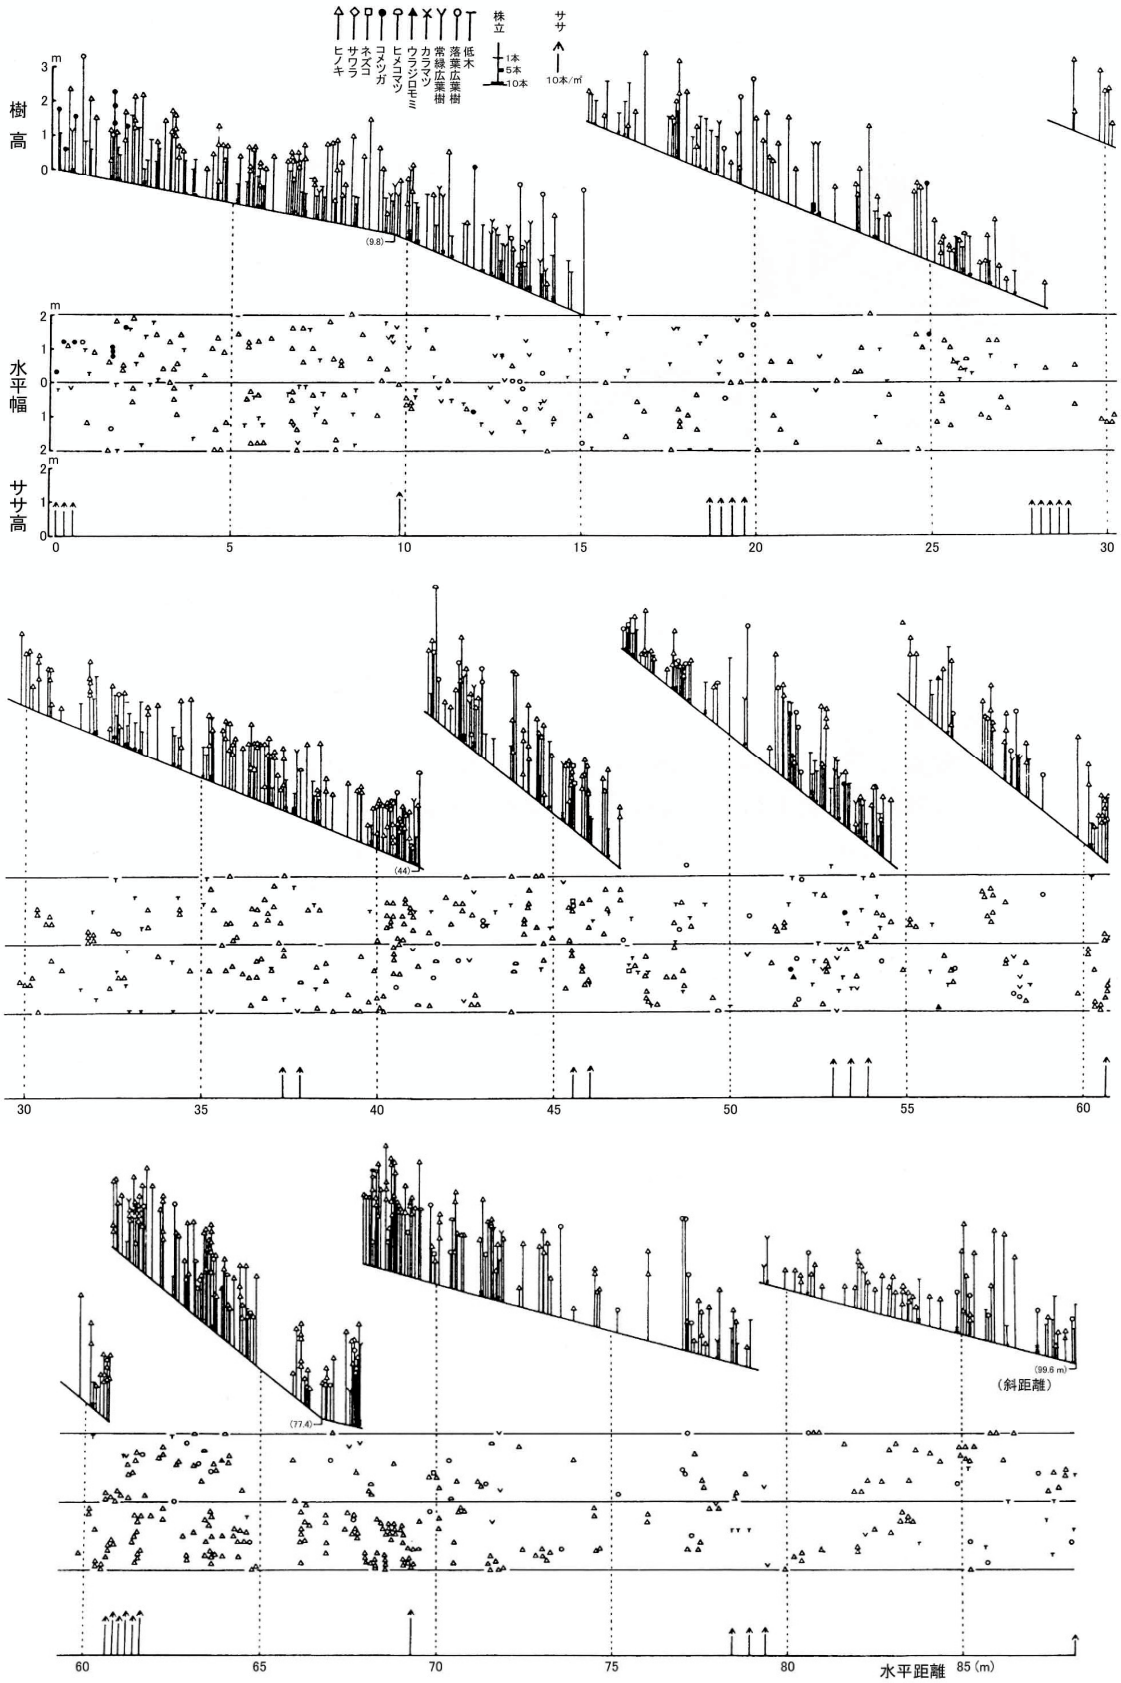 ヒノキ
サワラ
ネズコ
コメツガ
ヒメコマツ
ウラジロモミ
カラマツ
常緑広葉樹
落葉広葉樹
低木
株立
1本
5本
10本
ササ
10本/㎡
樹高
m
3
2
1
0
(9.8)
水平幅
m
2
1
0
1
2
ササ高
m
2
1
0
0 5 10 15 20 25 30
(44)
30 35 40 45 50 55 60
(77.4)
(99.6 m)
(斜距離)
60 65 70 75 80 85 (m)
水平距離